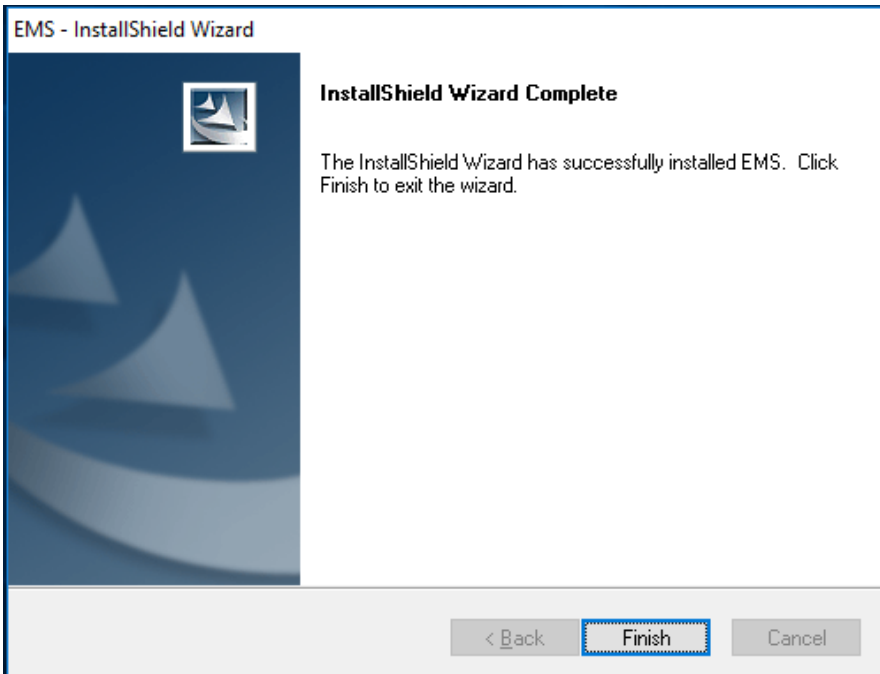 EMS - InstallShield Wizard
InstallShield Wizard Complete
The InstallShield Wizard has successfully installed EMS.  Click
Finish to exit the wizard.
< Back
Finish
Cancel